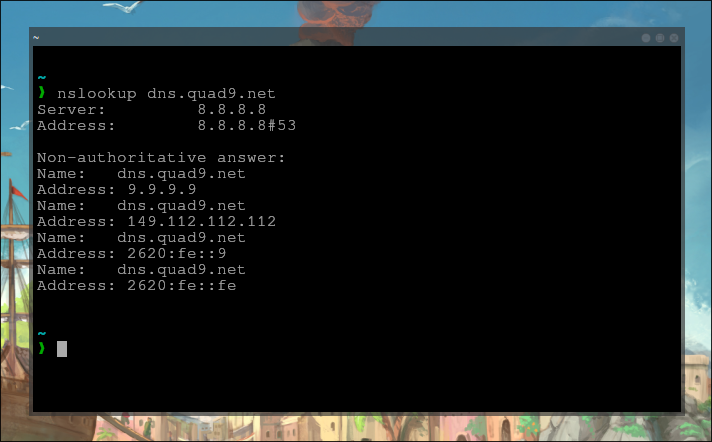 ~
~
❱ nslookup dns.quad9.net
Server:         8.8.8.8
Address:        8.8.8.8#53
Non-authoritative answer:
Name:   dns.quad9.net
Address: 9.9.9.9
Name:   dns.quad9.net
Address: 149.112.112.112
Name:   dns.quad9.net
Address: 2620:fe::9
Name:   dns.quad9.net
Address: 2620:fe::fe
~
❱